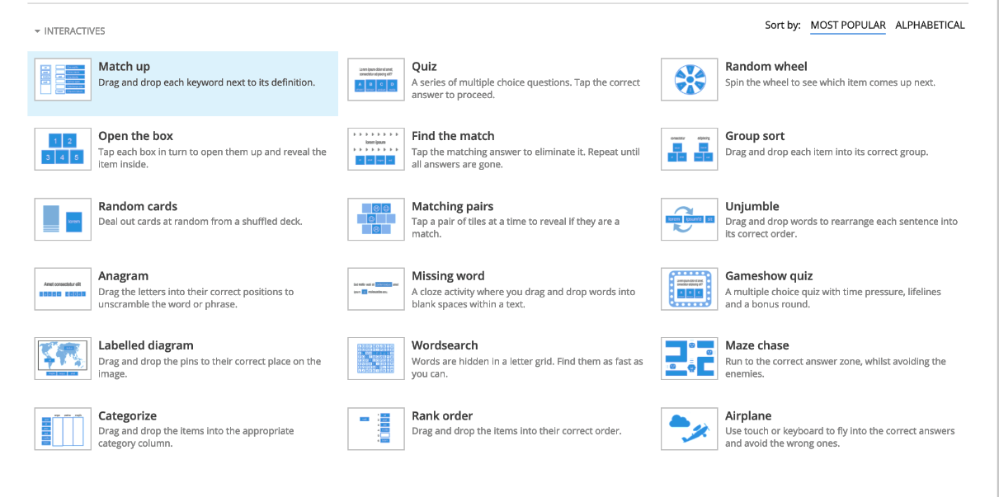 INTERACTIVES
Sort by: MOST POPULAR ALPHABETICAL
Match up
Drag and drop each keyword next to its definition.
Quiz
A series of multiple choice questions. Tap the correct
answer to proceed.
Random wheel
Spin the wheel to see which item comes up next.
Open the box
Tap each box in turn to open them up and reveal the
item inside.
1 2
3 4 5
Find the match
Tap the matching answer to eliminate it. Repeat until
all answers are gone.
Group sort
Drag and drop each item into its correct group.
Random cards
Deal out cards at random from a shuffled deck.
Matching pairs
Tap a pair of tiles at a time to reveal if they are a
match.
Unjumble
Drag and drop words to rearrange each sentence into
its correct order.
Anagram
Drag the letters into their correct positions to
unscramble the word or phrase.
Missing word
A cloze activity where you drag and drop words into
blank spaces within a text.
Gameshow quiz
A multiple choice quiz with time pressure, lifelines
and a bonus round.
Labelled diagram
Drag and drop the pins to their correct place on the
image.
Wordsearch
Words are hidden in a letter grid. Find them as fast as
you can.
Maze chase
Run to the correct answer zone, whilst avoiding the
enemies.
Categorize
Drag and drop the items into the appropriate
category column.
Rank order
Drag and drop the items into their correct order.
Airplane
Use touch or keyboard to fly into the correct answers
and avoid the wrong ones.